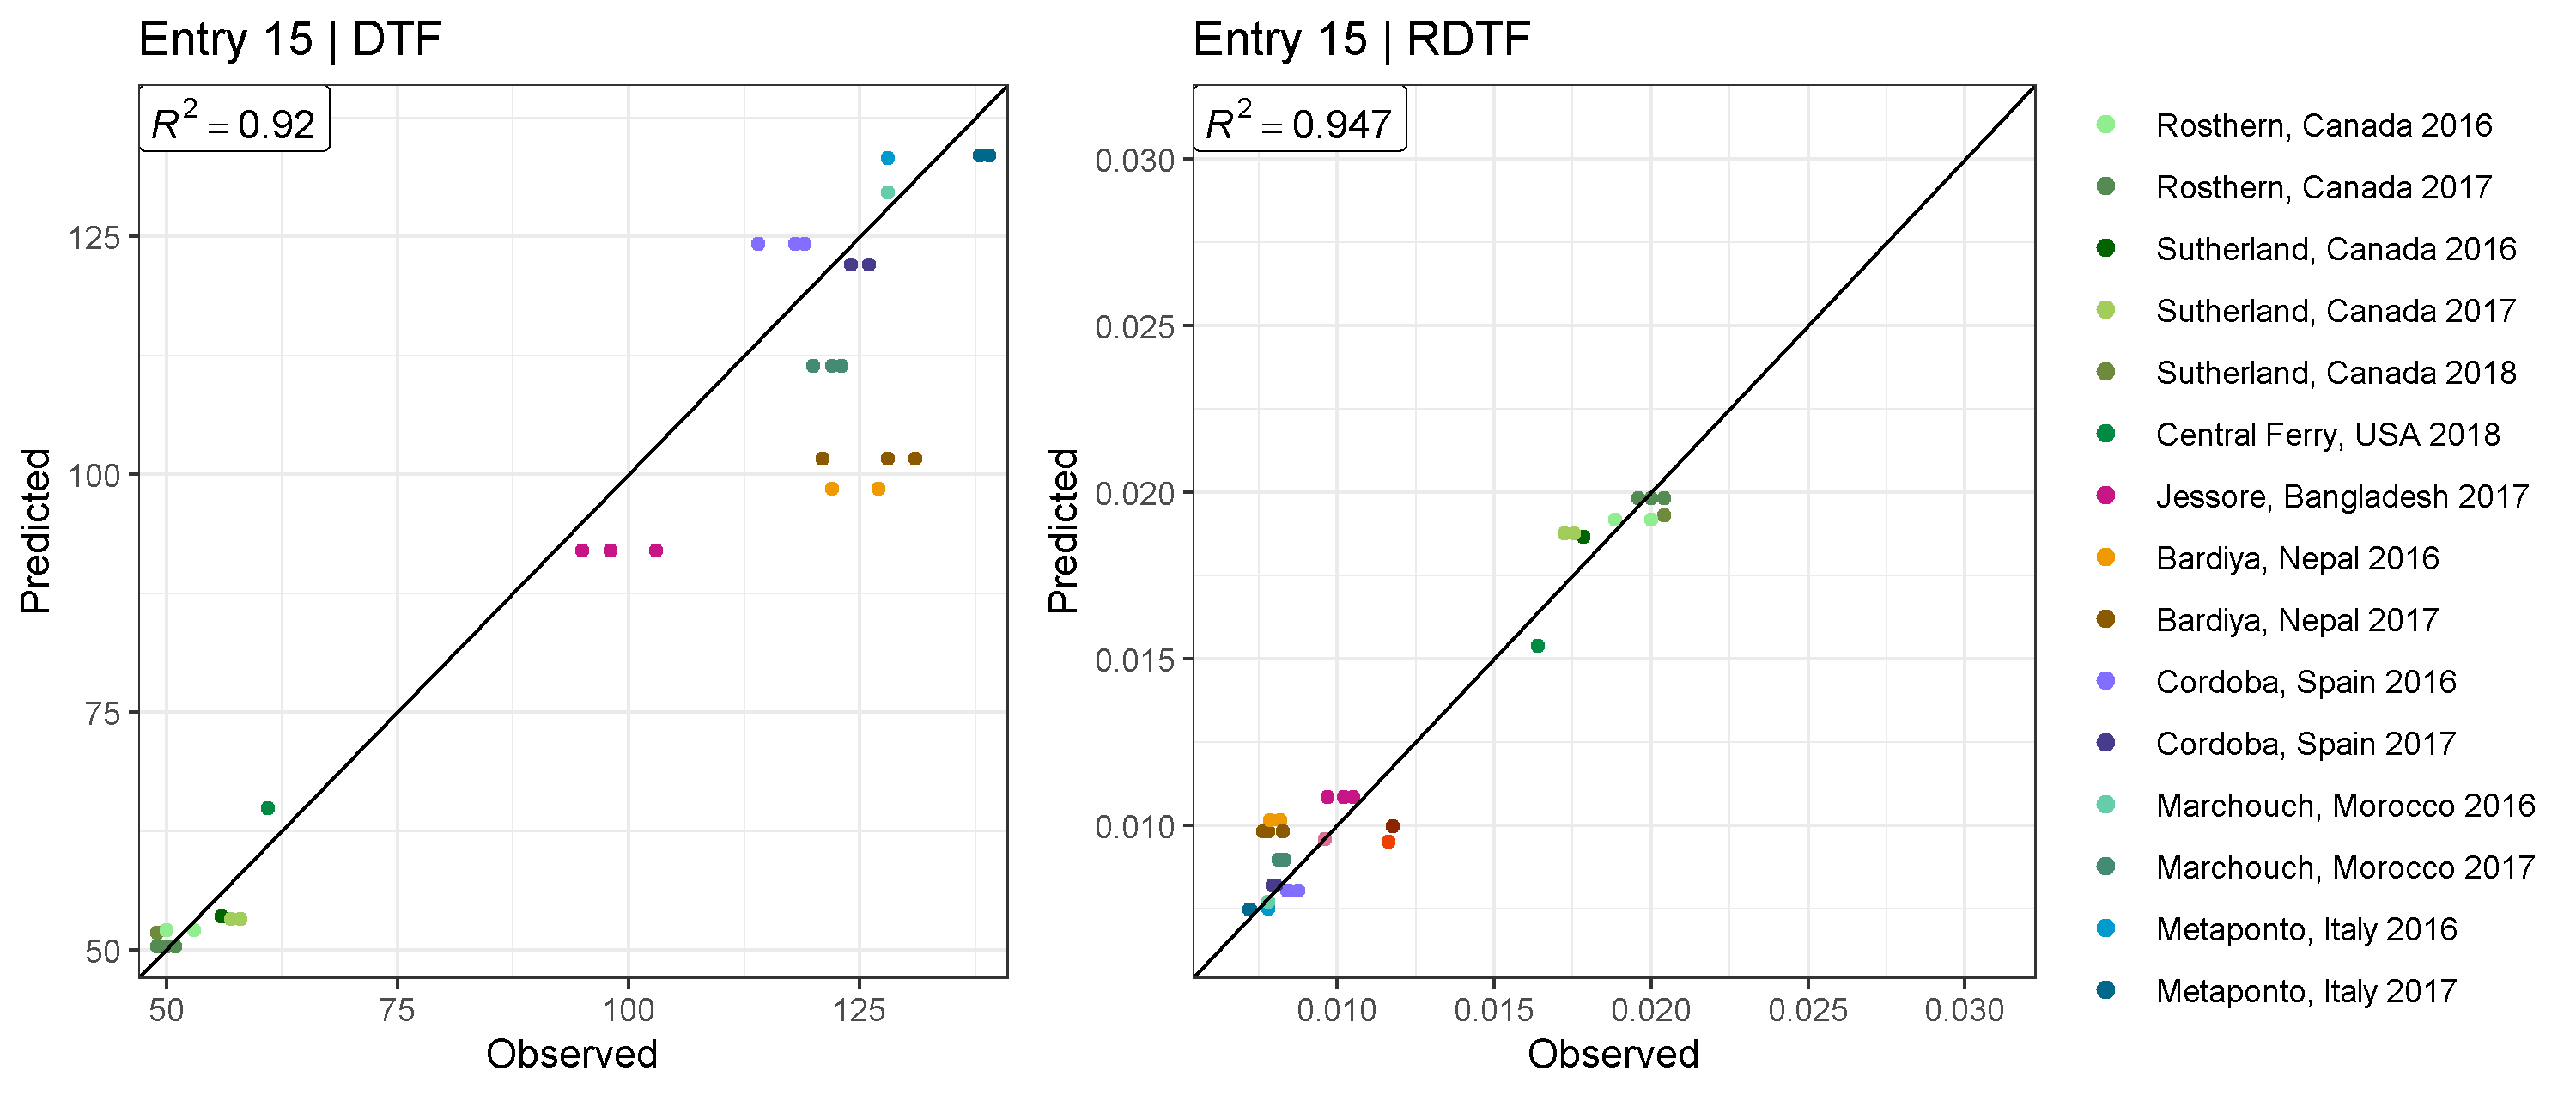 Entry 15 | DTF
R² = 0.92
125
100
75
50
50 75 100 125
Observed
Predicted
Entry 15 | RDTF
R² = 0.947
0.030
0.025
0.020
0.015
0.010
0.010 0.015 0.020 0.025 0.030
Observed
Predicted
Rosthern, Canada 2016
Rosthern, Canada 2017
Sutherland, Canada 2016
Sutherland, Canada 2017
Sutherland, Canada 2018
Central Ferry, USA 2018
Jessore, Bangladesh 2017
Bardiya, Nepal 2016
Bardiya, Nepal 2017
Cordoba, Spain 2016
Cordoba, Spain 2017
Marchouch, Morocco 2016
Marchouch, Morocco 2017
Metaponto, Italy 2016
Metaponto, Italy 2017